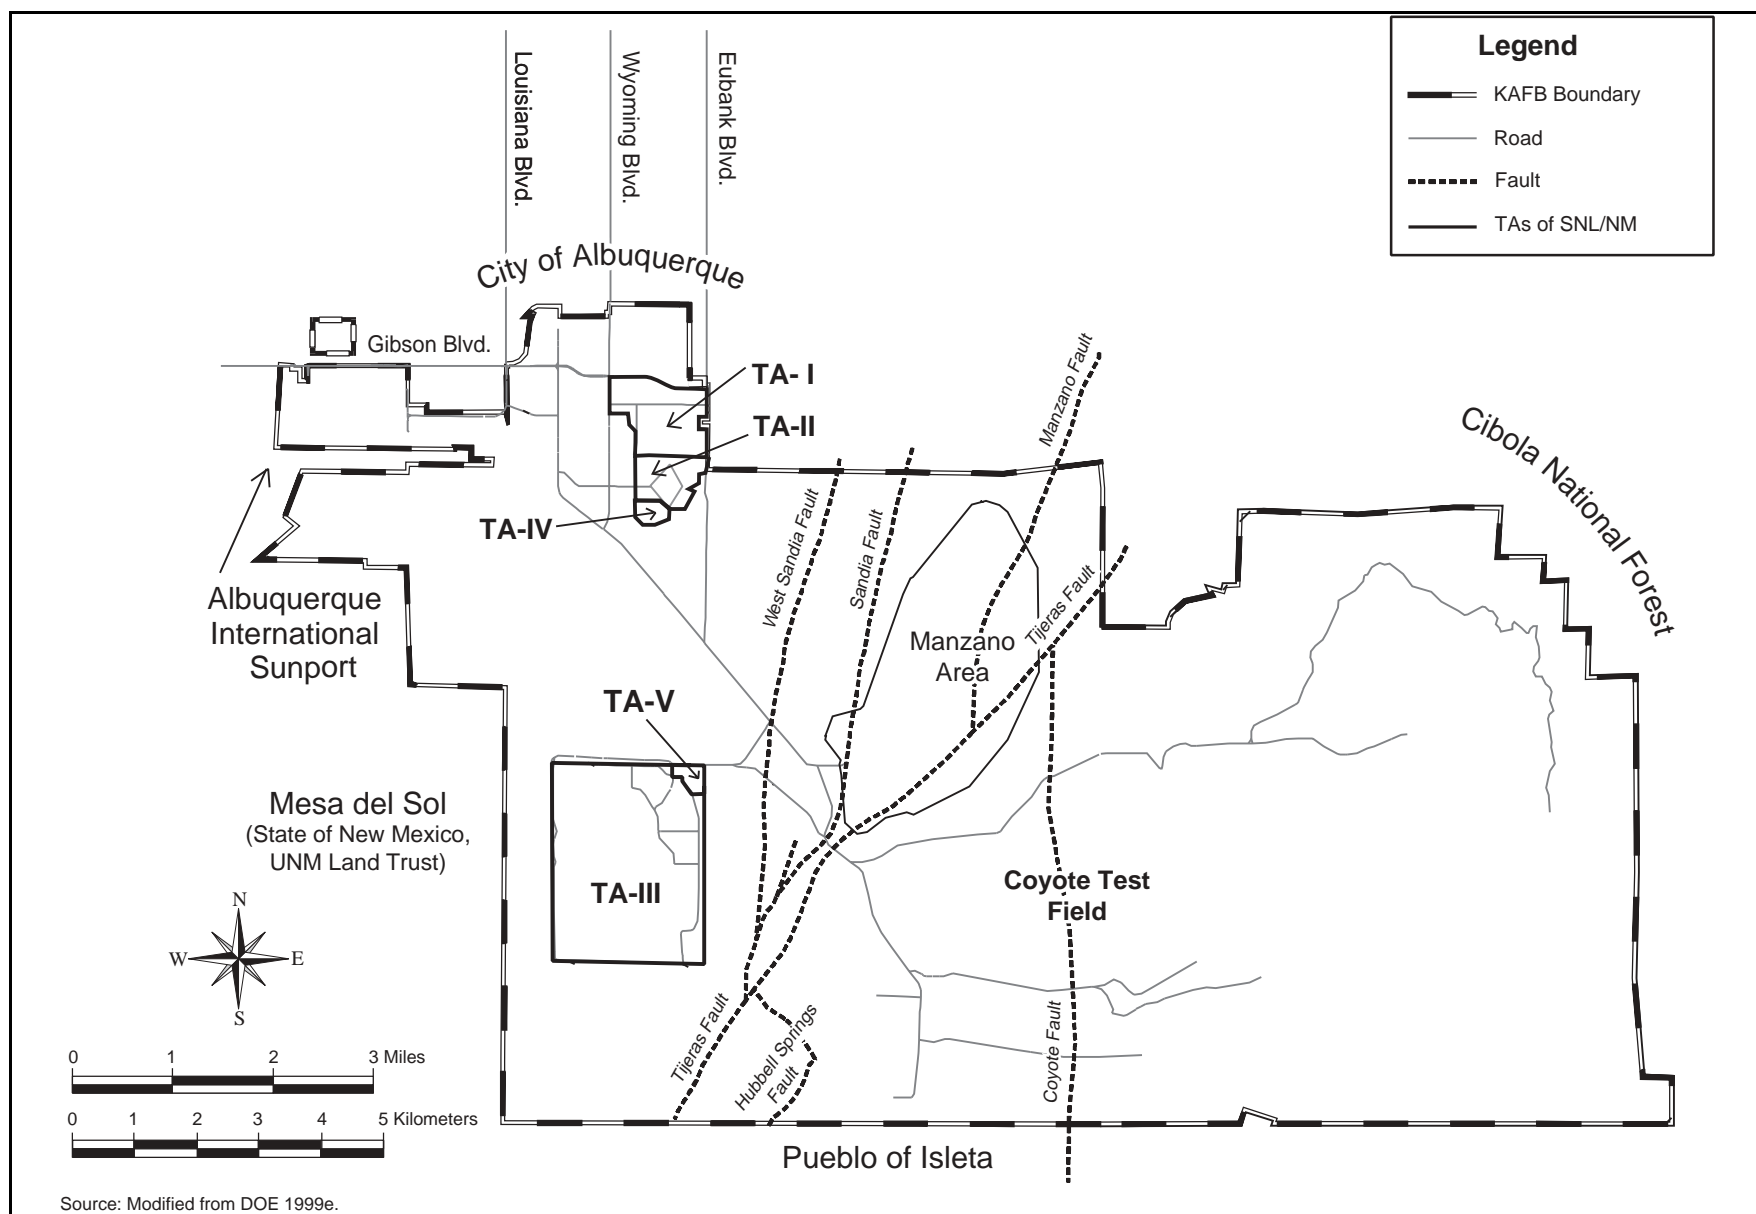 Legend
KAFB Boundary
Road
Fault
TAs of SNL/NM
Louisiana Blvd.
Wyoming Blvd.
Eubank Blvd.
City of Albuquerque
Gibson Blvd.
TA- I
TA-II
TA-IV
Manzano Fault
Cibola National Forest
West Sandia Fault
Sandia Fault
Tijeras Fault
Albuquerque
International
Sunport
Manzano
Area
TA-V
Mesa del Sol
(State of New Mexico,
UNM Land Trust)
TA-III
Coyote Test
Field
N
W
E
S
Tijeras Fault
Hubbell Springs
Fault
Coyote Fault
0 1 2 3 Miles
0 1 2 3 4 5 Kilometers
Pueblo of Isleta
Source: Modified from DOE 1999e.